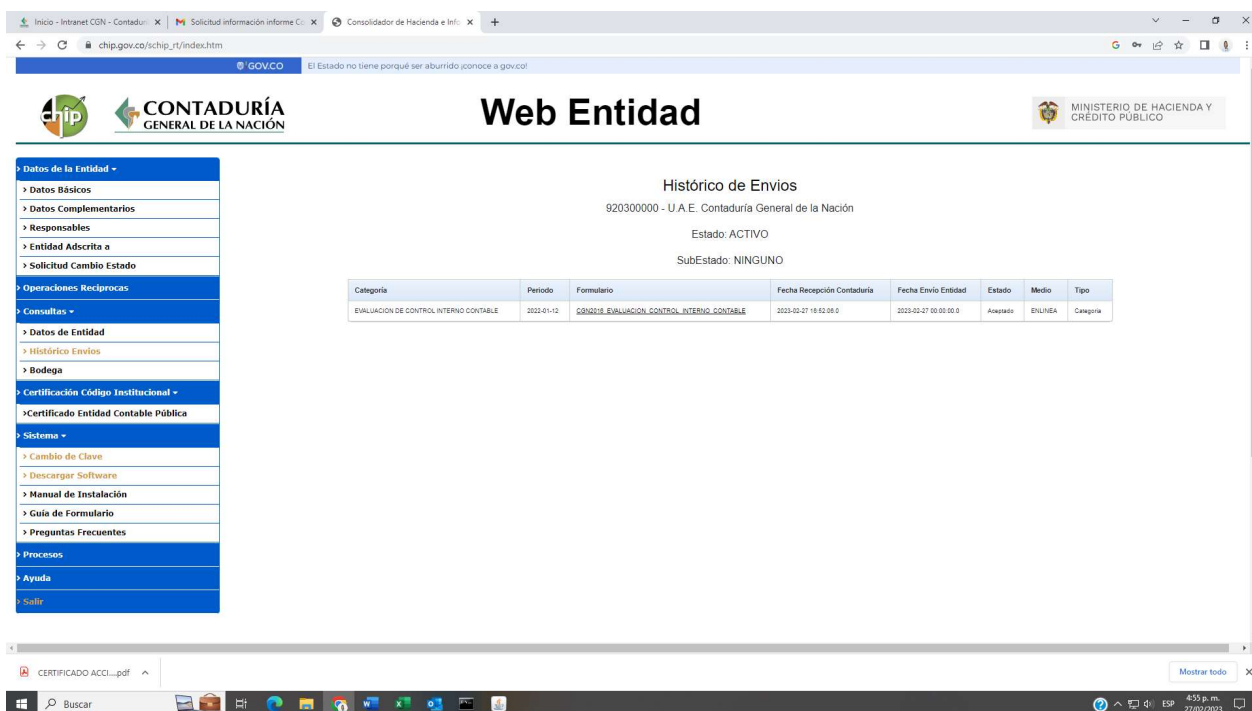 Inicio - Intranet CGN - Contadurí
Solicitud información informe Co
Consolidador de Hacienda e Info
chip.gov.co/schip_rt/index.htm
GOV.CO
El Estado no tiene porqué ser aburrido ¡conoce a gov.co!
chip
CONTADURÍA
GENERAL DE LA NACIÓN
Web Entidad
MINISTERIO DE HACIENDA Y
CRÉDITO PÚBLICO
› Datos de la Entidad
› Datos Básicos
› Datos Complementarios
› Responsables
› Entidad Adscrita a
› Solicitud Cambio Estado
› Operaciones Reciprocas
› Consultas
› Datos de Entidad
› Histórico Envios
› Bodega
› Certificación Código Institucional
›Certificado Entidad Contable Pública
› Sistema
› Cambio de Clave
› Descargar Software
› Manual de Instalación
› Guía de Formulario
› Preguntas Frecuentes
› Procesos
› Ayuda
› Salir
Histórico de Envios
920300000 - U.A.E. Contaduría General de la Nación
Estado: ACTIVO
SubEstado: NINGUNO
Categoría Periodo Formulario Fecha Recepción Contaduría Fecha Envío Entidad Estado Medio Tipo
EVALUACION DE CONTROL INTERNO CONTABLE 2022-01-12 CGN2016_EVALUACION_CONTROL_INTERNO_CONTABLE 2023-02-27 16:52:06.0 2023-02-27 00:00:00.0 Aceptado ENLINEA Categoria
CERTIFICADO ACCI....pdf
Mostrar todo
Buscar
ESP
4:55 p. m.
27/02/2023